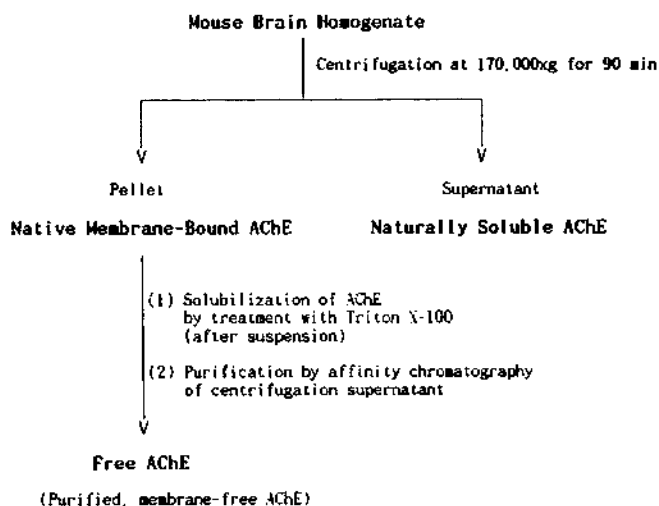 Mouse Brain Homogenate
Centrifugation at 170,000xg for 90 min
Pellet
Supernatant
Native Membrane-Bound AChE
Naturally Soluble AChE
(1) Solubilization of AChE
by treatment with Triton X-100
(after suspension)
(2) Purification by affinity chromatography
of centrifugation supernatant
Free AChE
(Purified, membrane-free AChE)